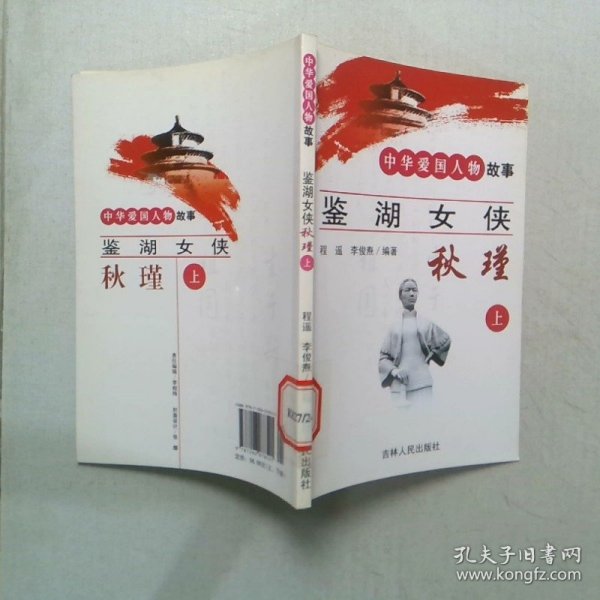 中华爱国人物故事
鉴湖女侠
秋瑾
上
中华爱国人物故事
鉴湖女侠秋瑾
上
程遥 李俊焘
民出版社
中华爱国人物故事
鉴湖女侠
程遥 李俊焘/编著
秋瑾
上
吉林人民出版社
孔夫子旧书网
www.kongfz.com